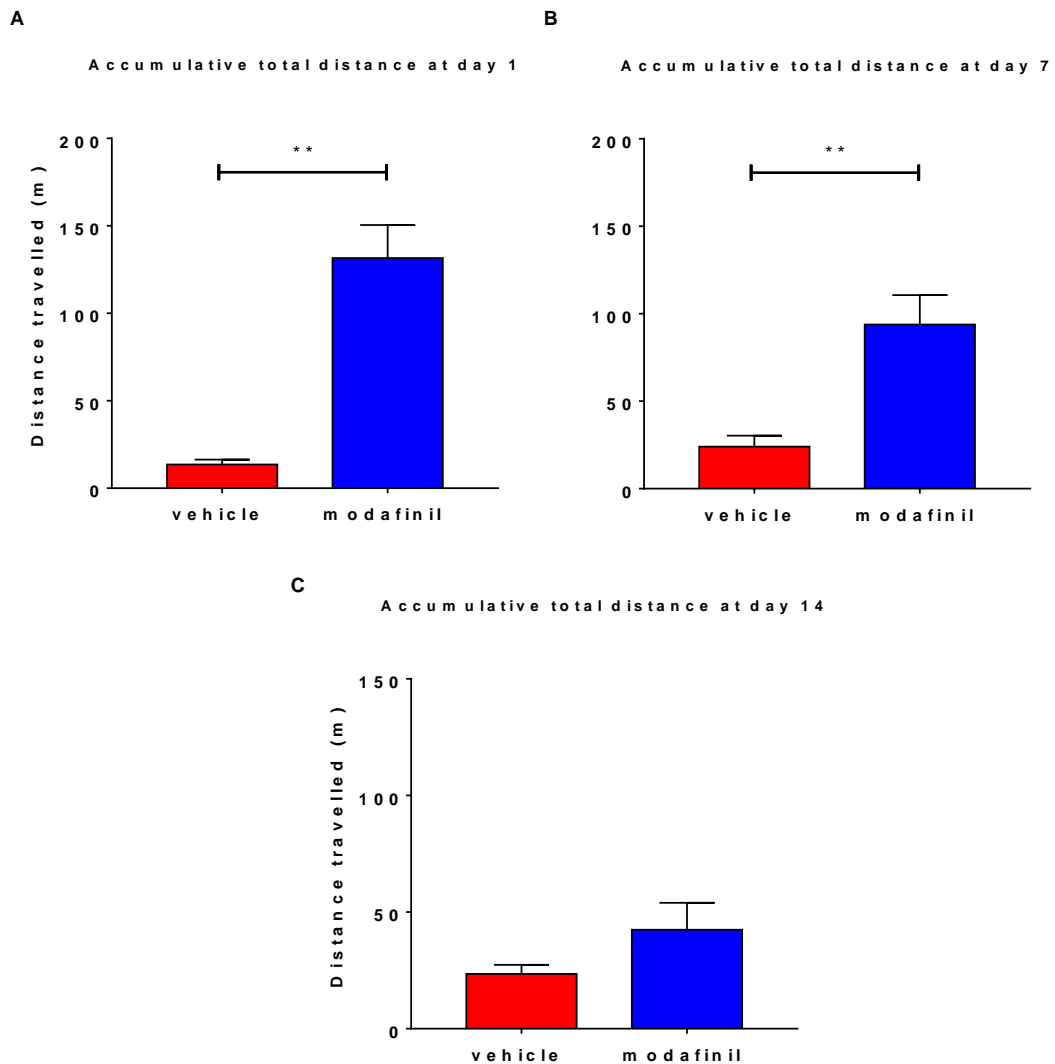 A
B
Accumulative total distance at day 1
Accumulative total distance at day 7
200
150
100
50
0
Distance travelled (m)
**
vehicle modafinil
200
150
100
50
0
**
vehicle modafinil
C
Accumulative total distance at day 14
150
100
50
0
Distance travelled (m)
vehicle modafinil